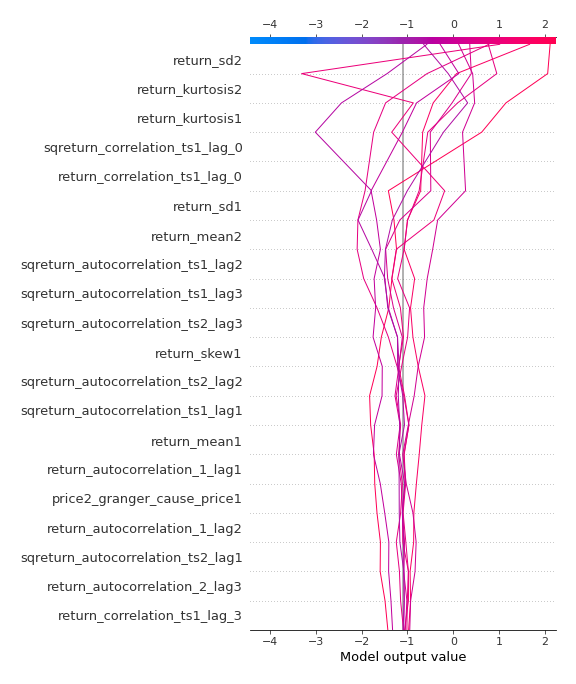 −4 −3 −2 −1 0 1 2
return_sd2
return_kurtosis2
return_kurtosis1
sqreturn_correlation_ts1_lag_0
return_correlation_ts1_lag_0
return_sd1
return_mean2
sqreturn_autocorrelation_ts1_lag2
sqreturn_autocorrelation_ts1_lag3
sqreturn_autocorrelation_ts2_lag3
return_skew1
sqreturn_autocorrelation_ts2_lag2
sqreturn_autocorrelation_ts1_lag1
return_mean1
return_autocorrelation_1_lag1
price2_granger_cause_price1
return_autocorrelation_1_lag2
sqreturn_autocorrelation_ts2_lag1
return_autocorrelation_2_lag3
return_correlation_ts1_lag_3
−4 −3 −2 −1 0 1 2
Model output value